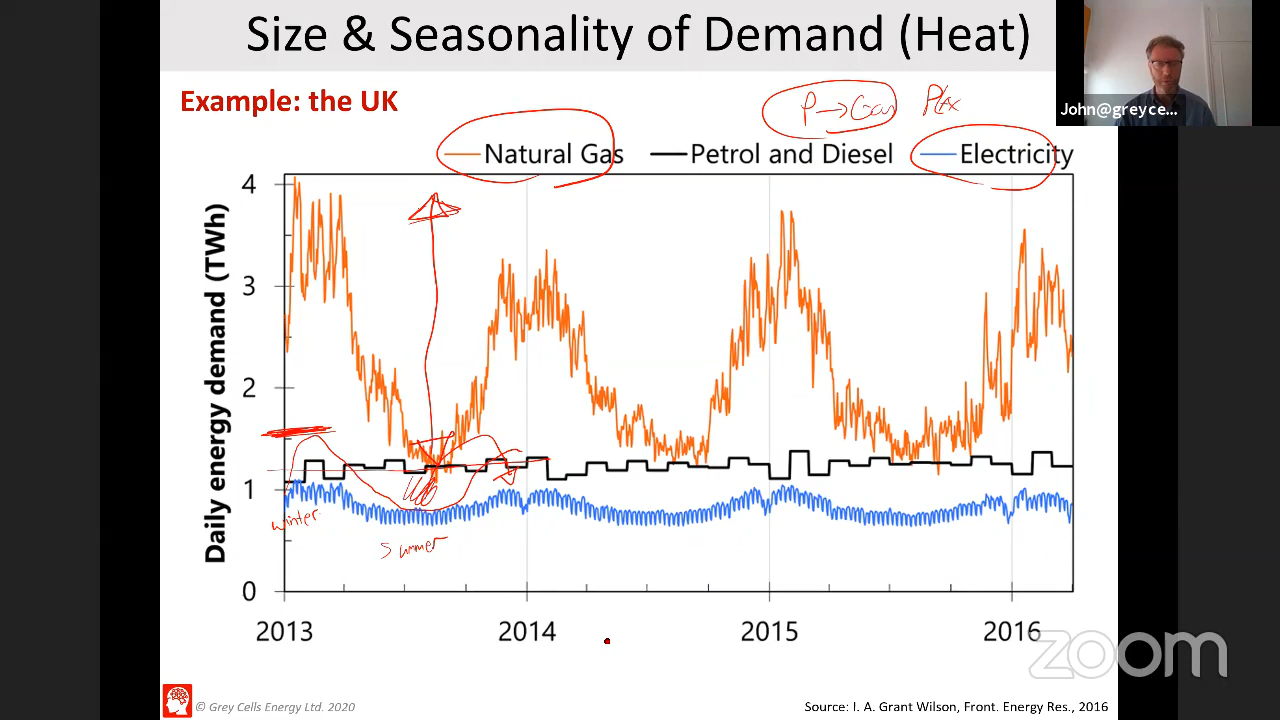 Size & Seasonality of Demand (Heat)
John@greyce...
Example: the UK
P → Gas
Natural Gas
Petrol and Diesel
Electricity
Daily energy demand (TWh)
4
3
2
1
0
winter
summer
2013
2014
2015
2016
zoom
© Grey Cells Energy Ltd. 2020
Source: I. A. Grant Wilson, Front. Energy Res., 2016